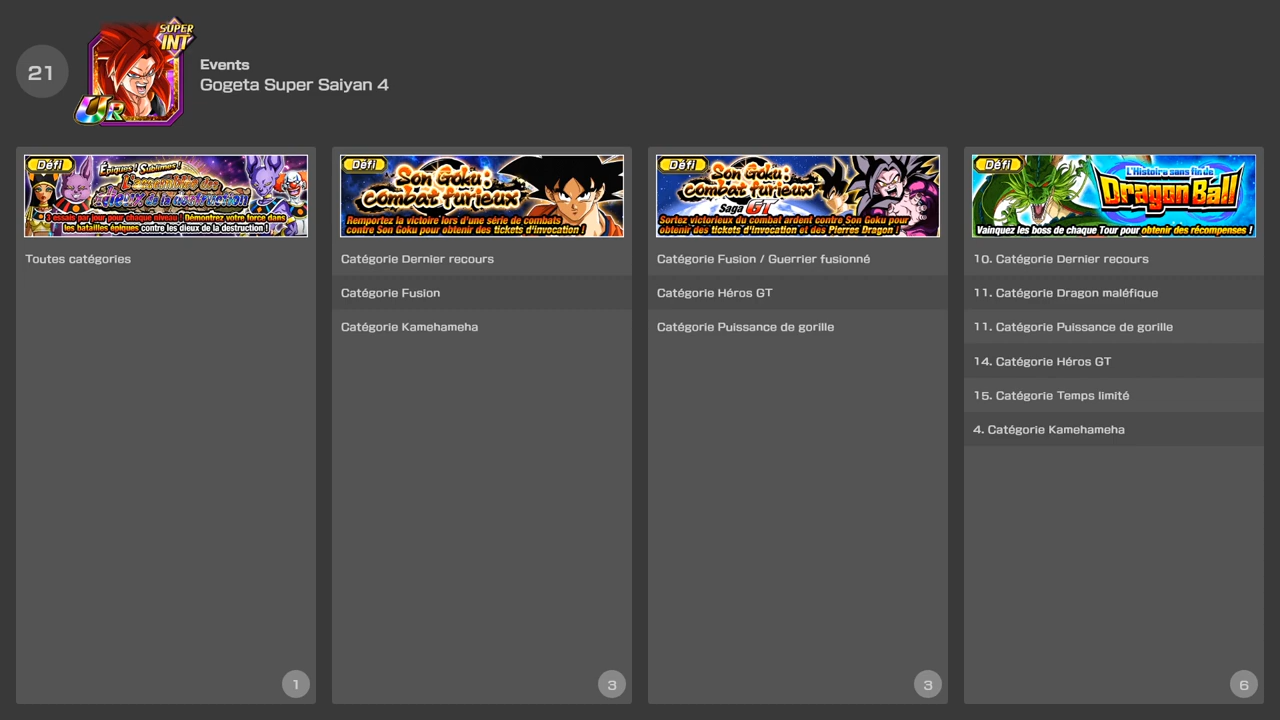 21
SUPER
INT
UR
Events
Gogeta Super Saiyan 4
Défi
Épiques ! Sublimes !
L'assemblée des
dieux de la destruction
3 essais par jour pour chaque niveau ! Démontrez votre force dans
les batailles épiques contre les dieux de la destruction !
Toutes catégories
1
Défi
Son Goku :
combat furieux
Remportez la victoire lors d'une série de combats
contre Son Goku pour obtenir des tickets d'invocation !
Catégorie Dernier recours
Catégorie Fusion
Catégorie Kamehameha
3
Défi
Son Goku :
combat furieux
Saga GT
Sortez victorieux du combat ardent contre Son Goku pour
obtenir des tickets d'invocation et des Pierres Dragon !
Catégorie Fusion / Guerrier fusionné
Catégorie Héros GT
Catégorie Puissance de gorille
3
Défi
L'Histoire sans fin de
Dragon Ball
Vainquez les boss de chaque Tour pour obtenir des récompenses !
10. Catégorie Dernier recours
11. Catégorie Dragon maléfique
11. Catégorie Puissance de gorille
14. Catégorie Héros GT
15. Catégorie Temps limité
4. Catégorie Kamehameha
6